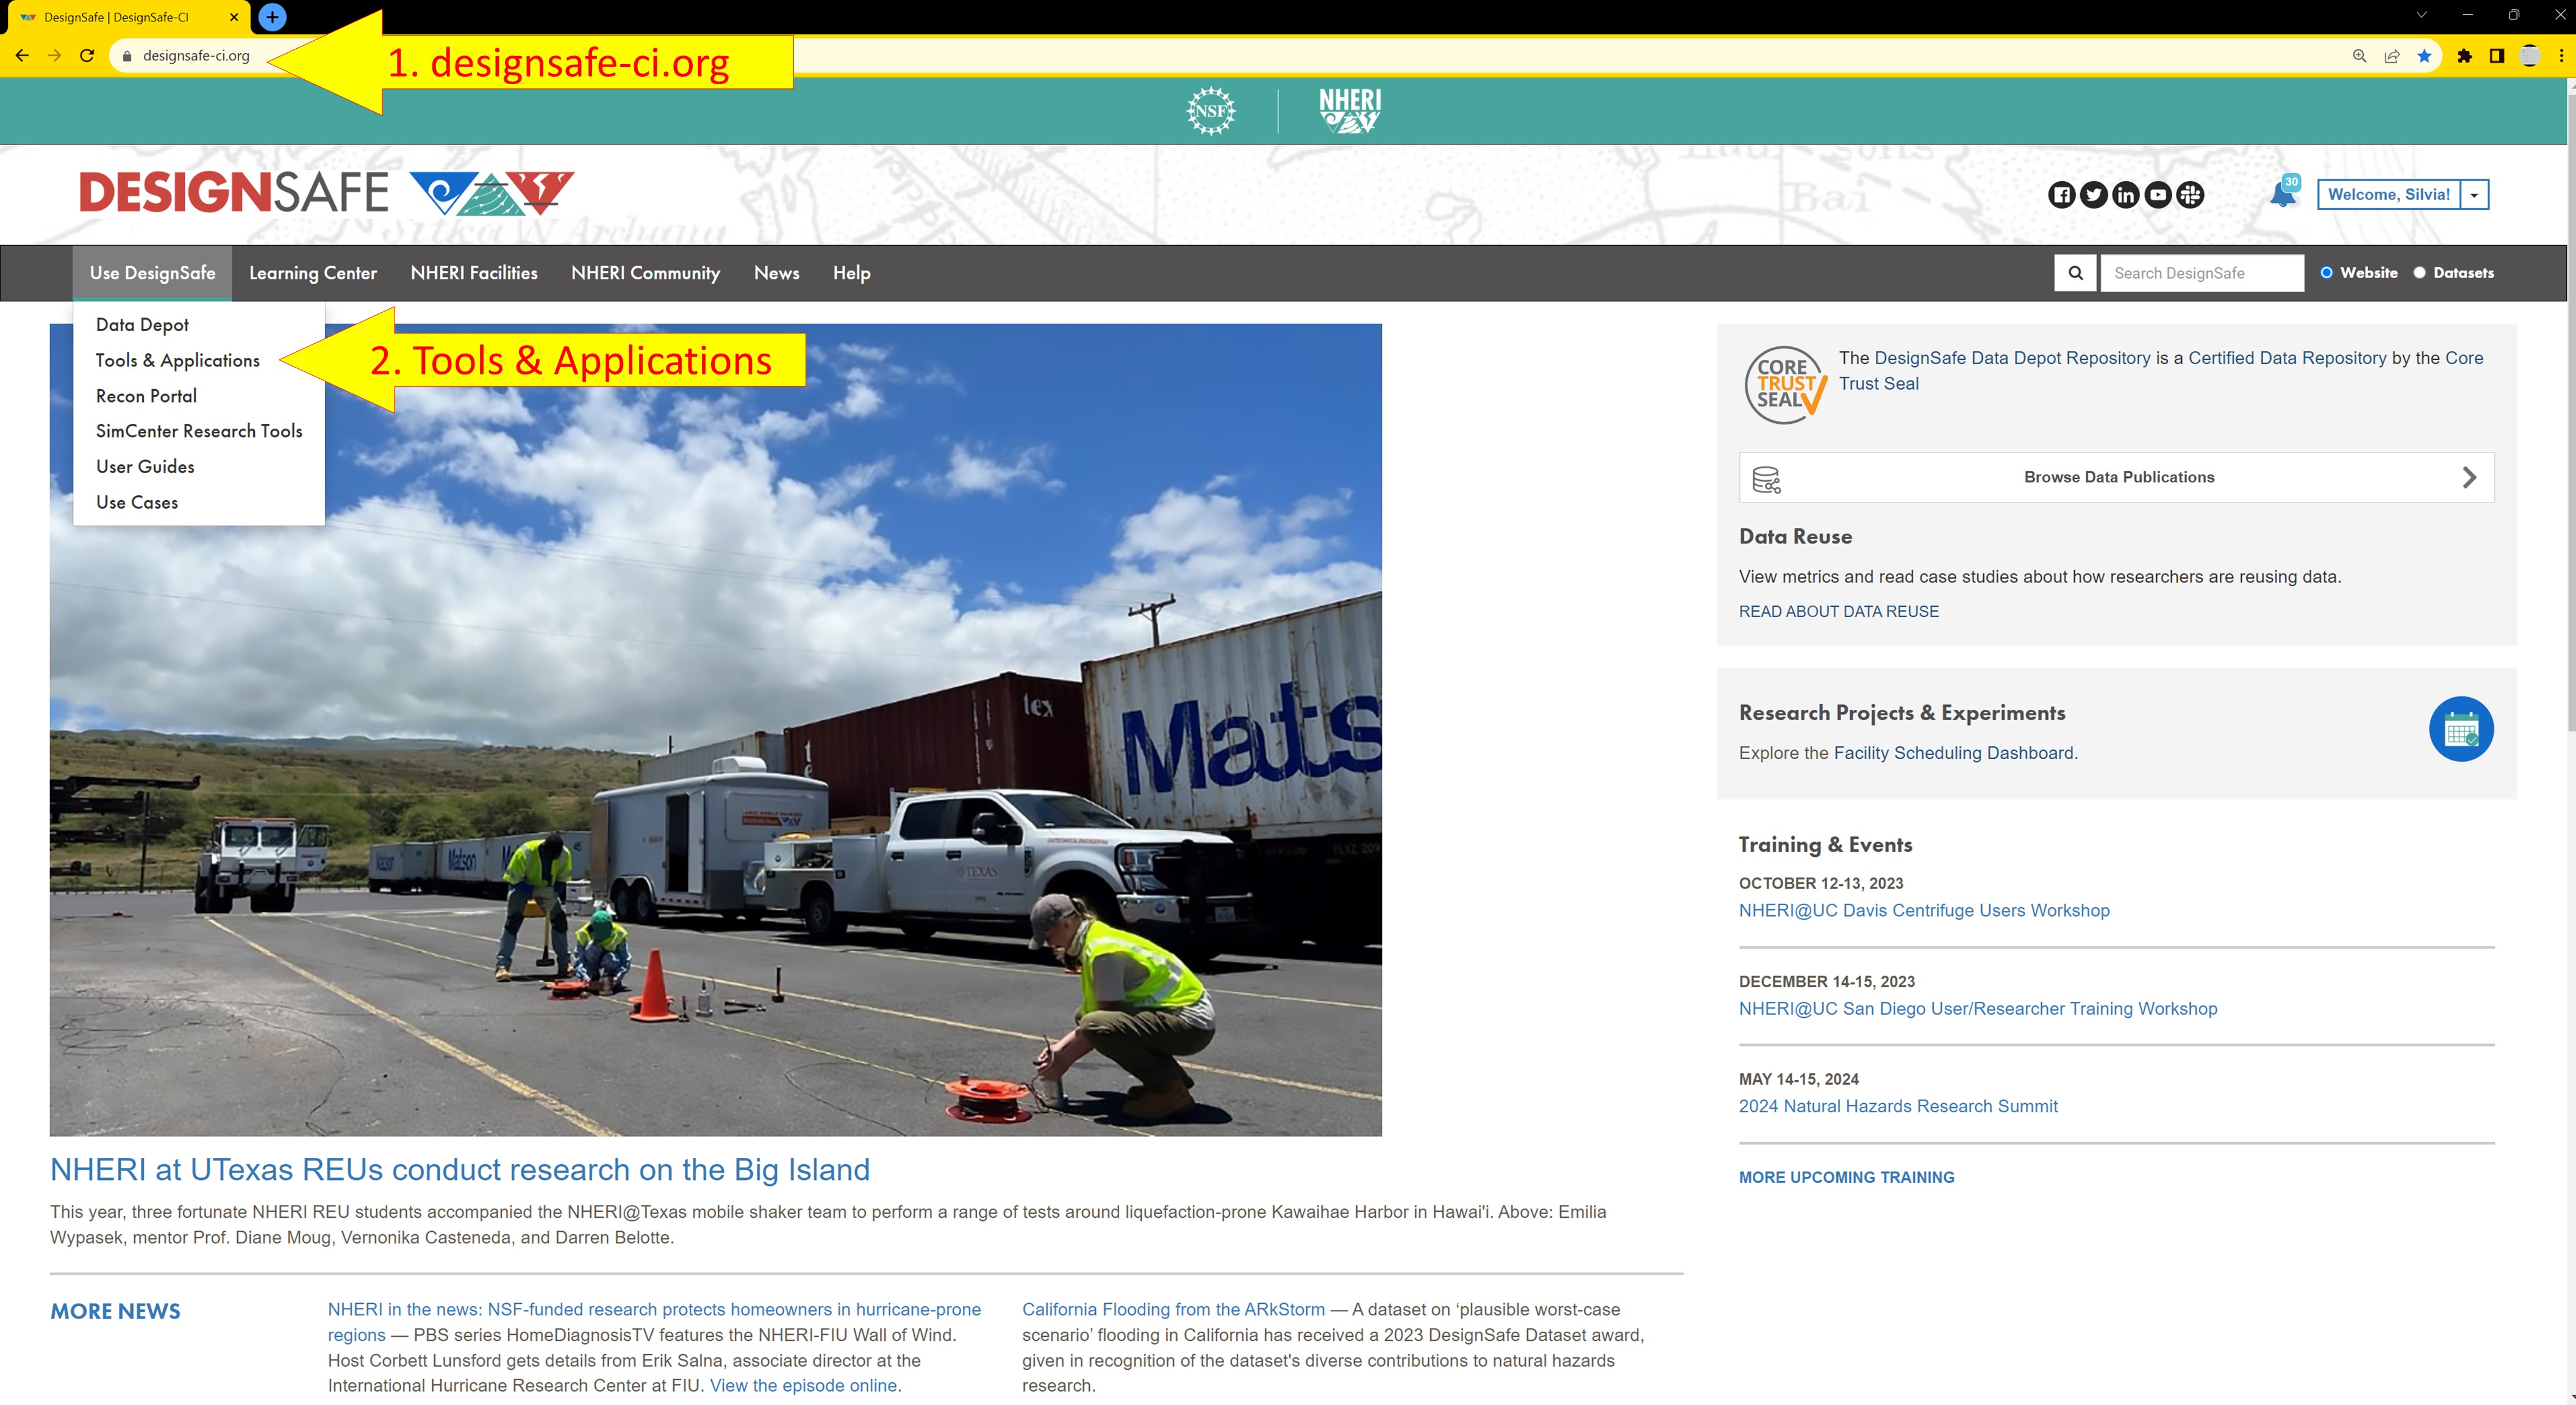 DesignSafe | DesignSafe-CI
designsafe-ci.org
1. designsafe-ci.org
NSF
NHERI
DESIGNSAFE
30
Welcome, Silvia!
Use DesignSafe
Learning Center
NHERI Facilities
NHERI Community
News
Help
Search DesignSafe
Website
Datasets
Data Depot
Tools & Applications
Recon Portal
SimCenter Research Tools
User Guides
Use Cases
2. Tools & Applications
tex
Mats
Matson
TEXAS
NHERI at UTexas REUs conduct research on the Big Island
This year, three fortunate NHERI REU students accompanied the NHERI@Texas mobile shaker team to perform a range of tests around liquefaction-prone Kawaihae Harbor in Hawai'i. Above: Emilia
Wypasek, mentor Prof. Diane Moug, Vernonika Casteneda, and Darren Belotte.
MORE NEWS
NHERI in the news: NSF-funded research protects homeowners in hurricane-prone
regions — PBS series HomeDiagnosisTV features the NHERI-FIU Wall of Wind.
Host Corbett Lunsford gets details from Erik Salna, associate director at the
International Hurricane Research Center at FIU. View the episode online.
California Flooding from the ARkStorm — A dataset on ‘plausible worst-case
scenario’ flooding in California has received a 2023 DesignSafe Dataset award,
given in recognition of the dataset's diverse contributions to natural hazards
research.
CORE
TRUST
SEAL
The DesignSafe Data Depot Repository is a Certified Data Repository by the Core
Trust Seal
Browse Data Publications
Data Reuse
View metrics and read case studies about how researchers are reusing data.
READ ABOUT DATA REUSE
Research Projects & Experiments
Explore the Facility Scheduling Dashboard.
Training & Events
OCTOBER 12-13, 2023
NHERI@UC Davis Centrifuge Users Workshop
DECEMBER 14-15, 2023
NHERI@UC San Diego User/Researcher Training Workshop
MAY 14-15, 2024
2024 Natural Hazards Research Summit
MORE UPCOMING TRAINING